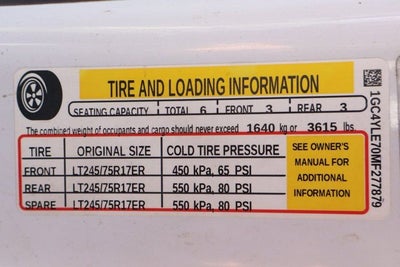 TIRE AND LOADING INFORMATION
SEATING CAPACITY TOTAL 6 FRONT 3 REAR 3
The combined weight of occupants and cargo should never exceed 1640 kg or 3615 lbs
TIRE ORIGINAL SIZE COLD TIRE PRESSURE
FRONT LT245/75R17ER 450 kPa, 65 PSI
REAR LT245/75R17ER 550 kPa, 80 PSI
SPARE LT245/75R17ER 550 kPa, 80 PSI
SEE OWNER'S
MANUAL FOR
ADDITIONAL
INFORMATION
1GC4YLE70MF277879